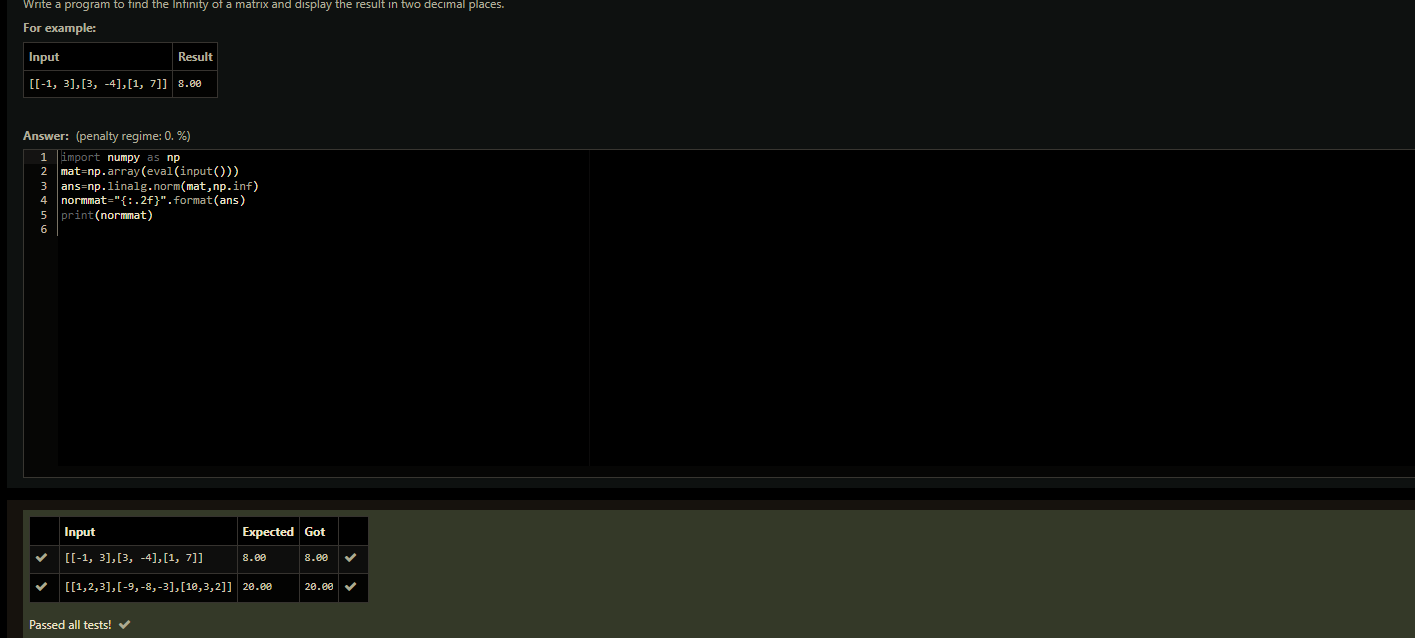 Write a program to find the Infinity of a matrix and display the result in two decimal places.
For example:
Input Result
[[-1, 3],[3, -4],[1, 7]] 8.00
Answer: (penalty regime: 0. %)
1 import numpy as np
2 mat=np.array(eval(input()))
3 ans=np.linalg.norm(mat,np.inf)
4 normmat="{:.2f}".format(ans)
5 print(normmat)
6
Input Expected Got
[[-1, 3],[3, -4],[1, 7]] 8.00 8.00
[[1,2,3],[-9,-8,-3],[10,3,2]] 20.00 20.00
Passed all tests!